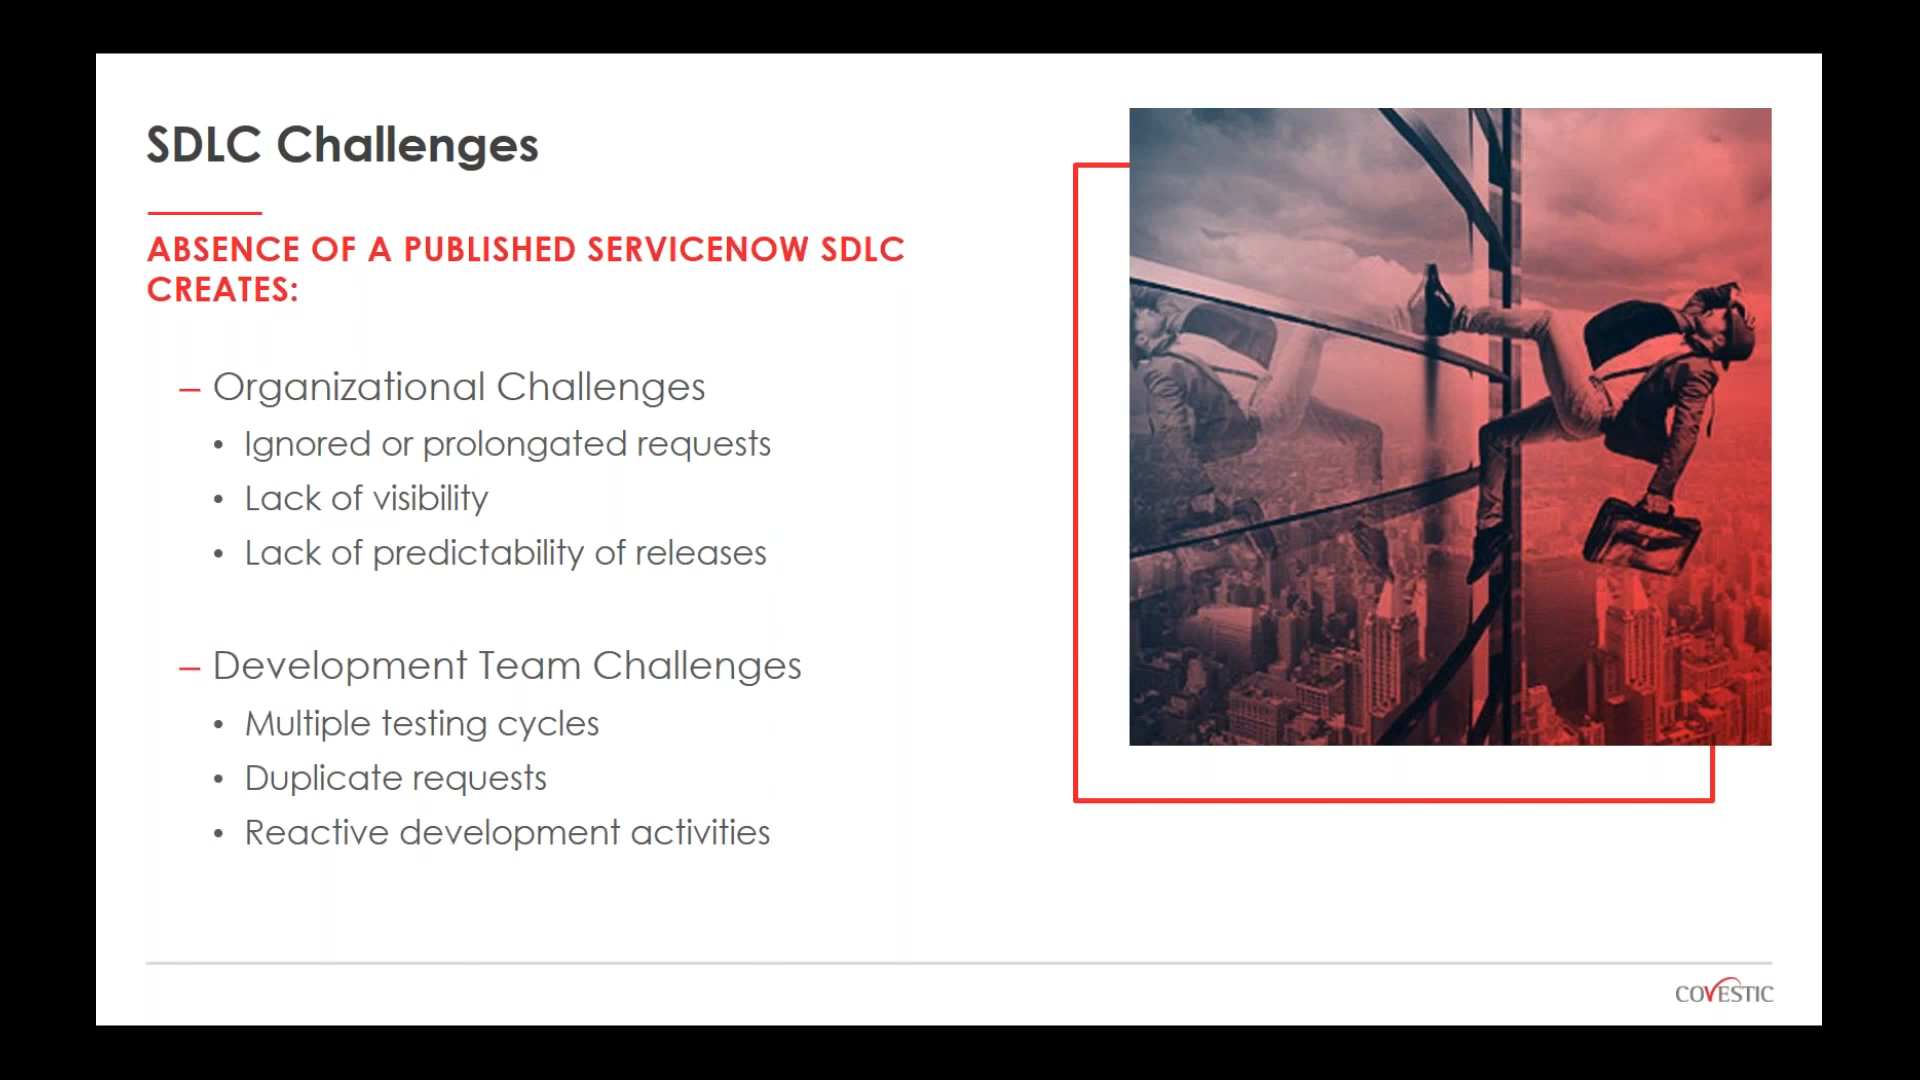 SDLC Challenges
ABSENCE OF A PUBLISHED SERVICENOW SDLC
CREATES:
– Organizational Challenges
• Ignored or prolongated requests
• Lack of visibility
• Lack of predictability of releases
– Development Team Challenges
• Multiple testing cycles
• Duplicate requests
• Reactive development activities
COVESTIC